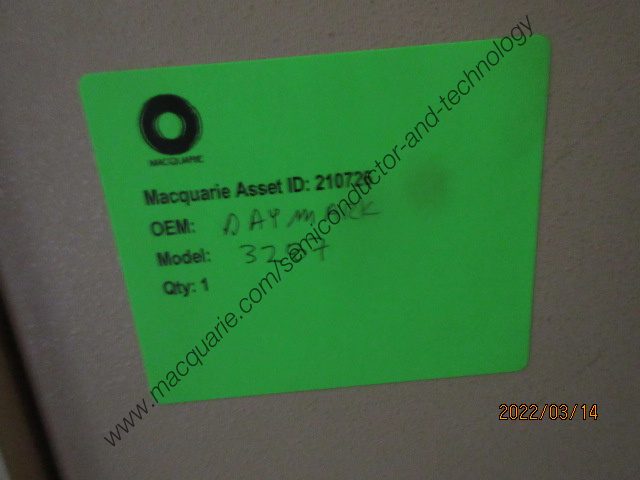 MACQUARIE
Macquarie Asset ID: 210726
OEM: DAYMARK
Model: 3287
Qty: 1
www.macquarie.com/semiconductor-and-technology
2022/03/14